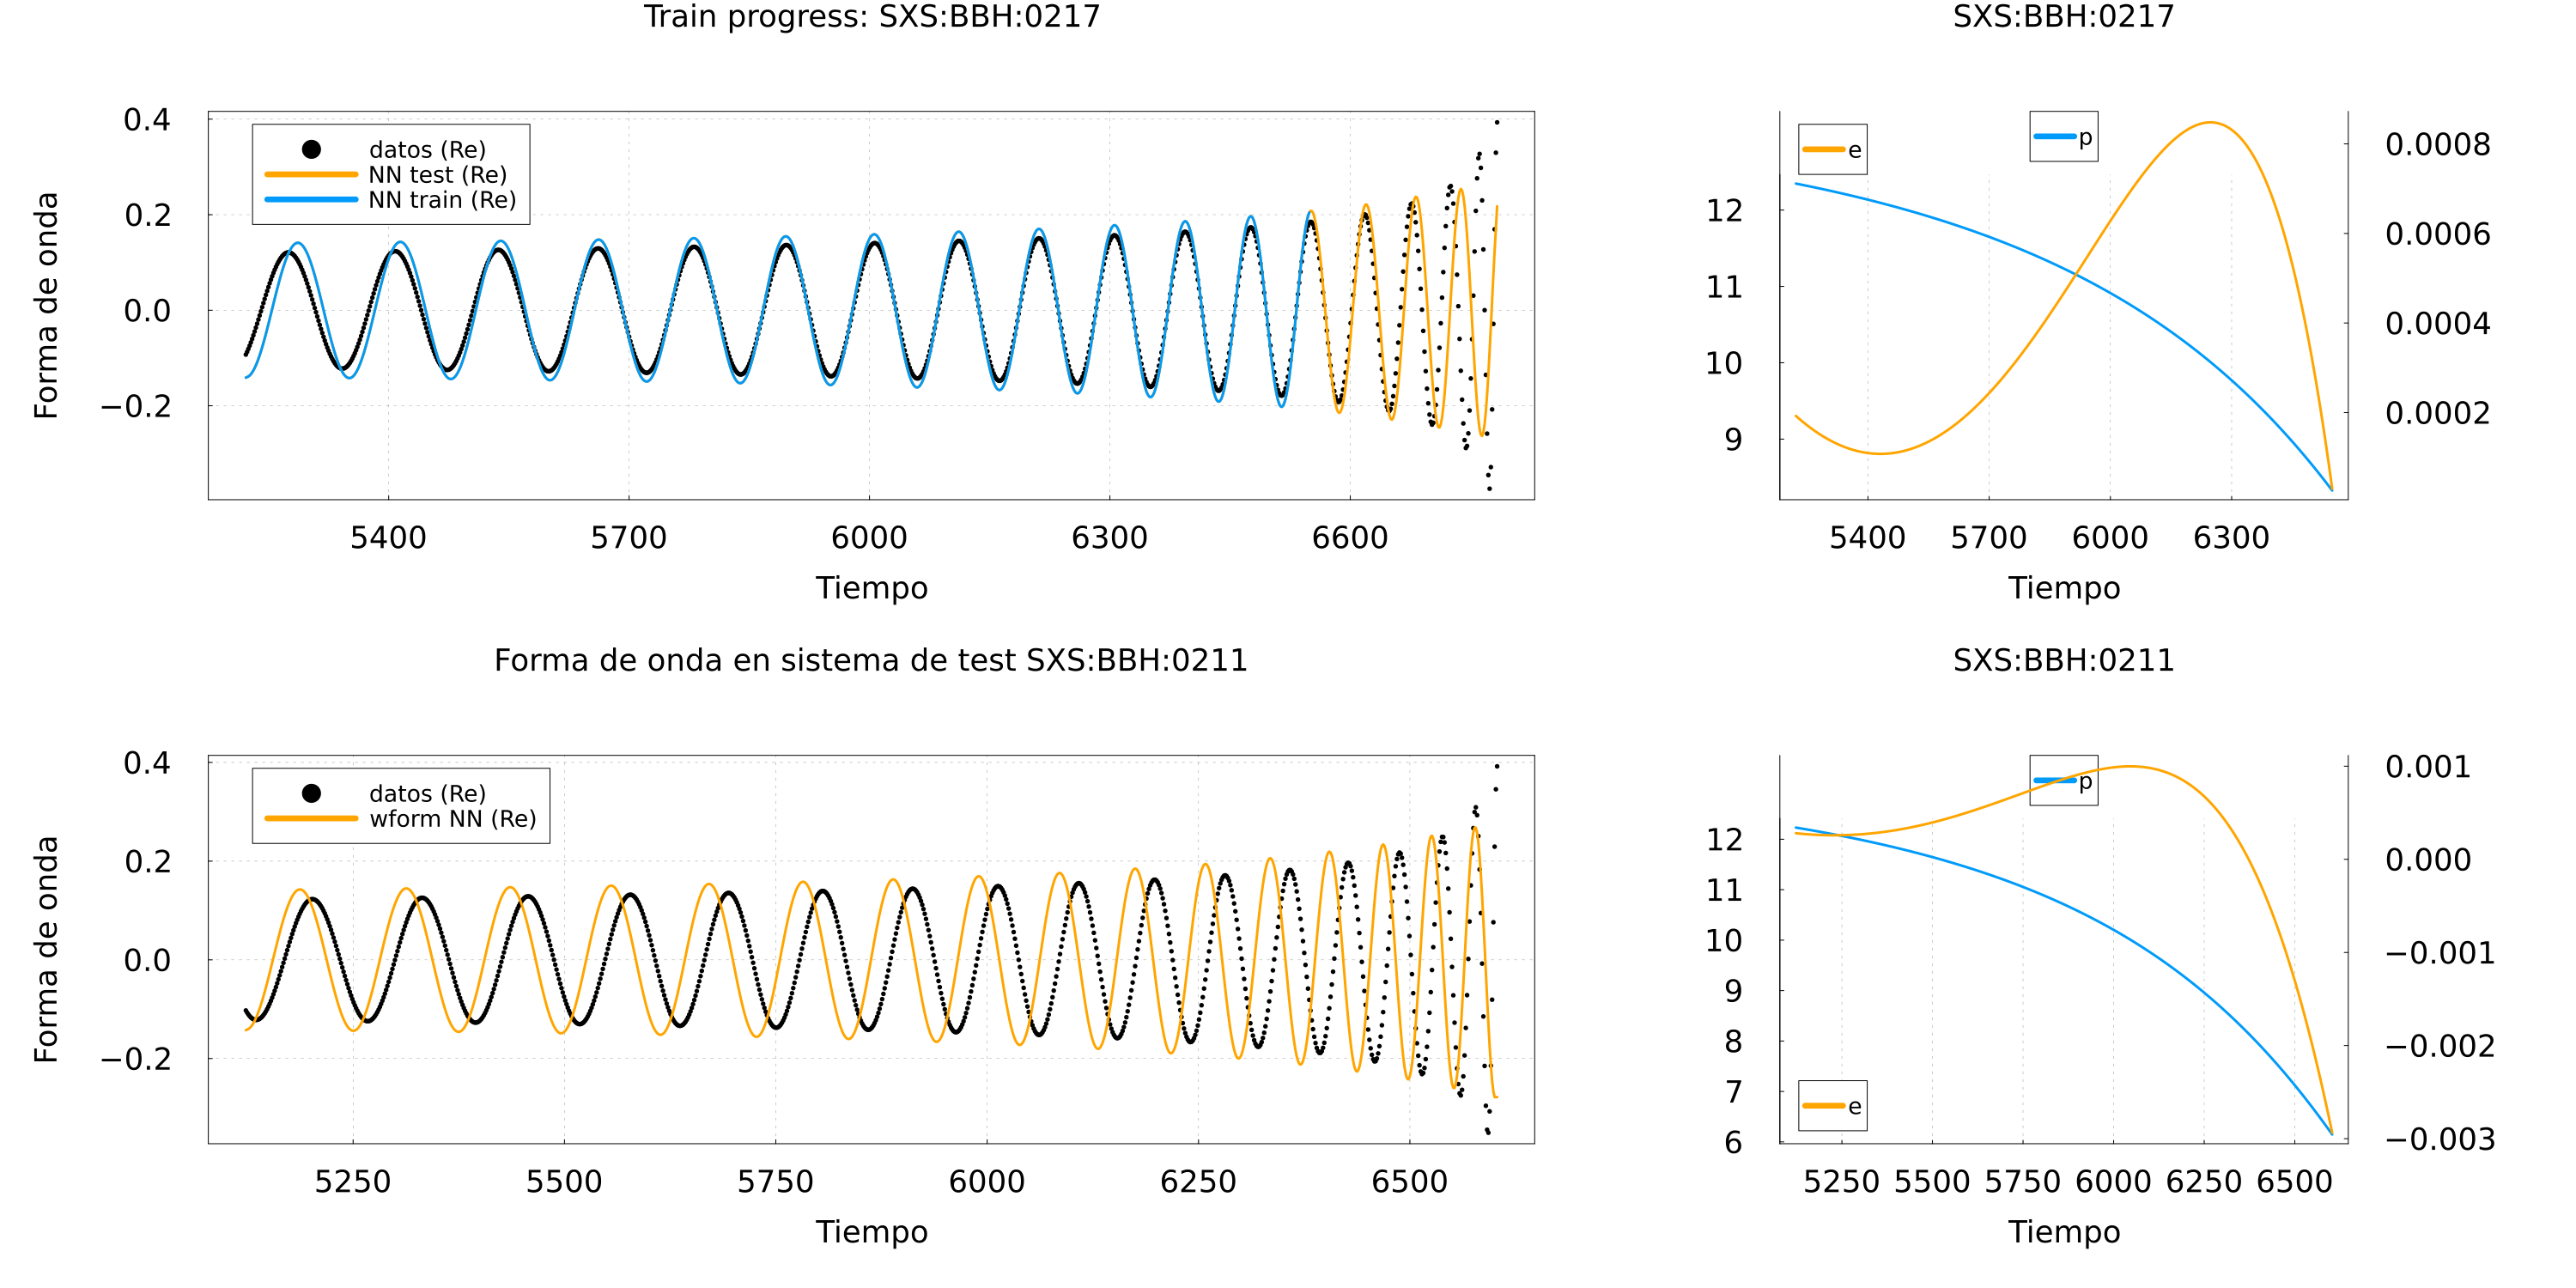 Train progress: SXS:BBH:0217
0.4
0.2
0.0
−0.2
Forma de onda
datos (Re)
NN test (Re)
NN train (Re)
5400 5700 6000 6300 6600
Tiempo
SXS:BBH:0217
e
p
12
11
10
9
0.0008
0.0006
0.0004
0.0002
5400 5700 6000 6300
Tiempo
Forma de onda en sistema de test SXS:BBH:0211
0.4
0.2
0.0
−0.2
Forma de onda
datos (Re)
wform NN (Re)
5250 5500 5750 6000 6250 6500
Tiempo
SXS:BBH:0211
p
12
11
10
9
8
7
6
e
0.001
0.000
−0.001
−0.002
−0.003
5250 5500 5750 6000 6250 6500
Tiempo